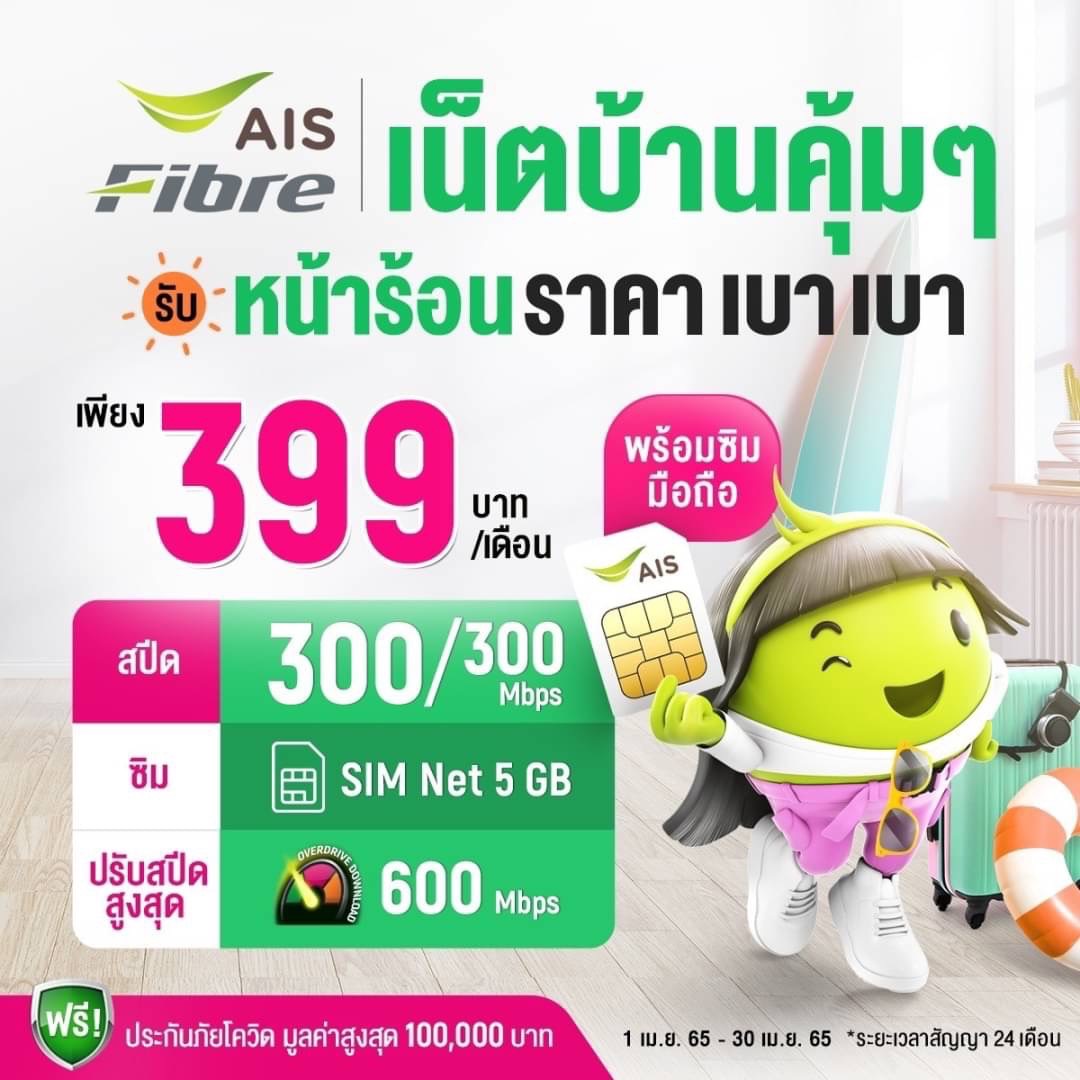 AIS
Fibre
เน็ตบ้านคุ้มๆ
รับ หน้าร้อน ราคา เบา เบา
เพียง 399 บาท
/เดือน
พร้อมซิม
มือถือ
AIS
สปีด 300/300 Mbps
ซิม SIM Net 5 GB
ปรับสปีด
สูงสุด
OVERDRIVE DOWNLOAD
600 Mbps
ฟรี! ประกันภัยโควิด มูลค่าสูงสุด 100,000 บาท
1 เม.ย. 65 - 30 เม.ย. 65 *ระยะเวลาสัญญา 24 เดือน